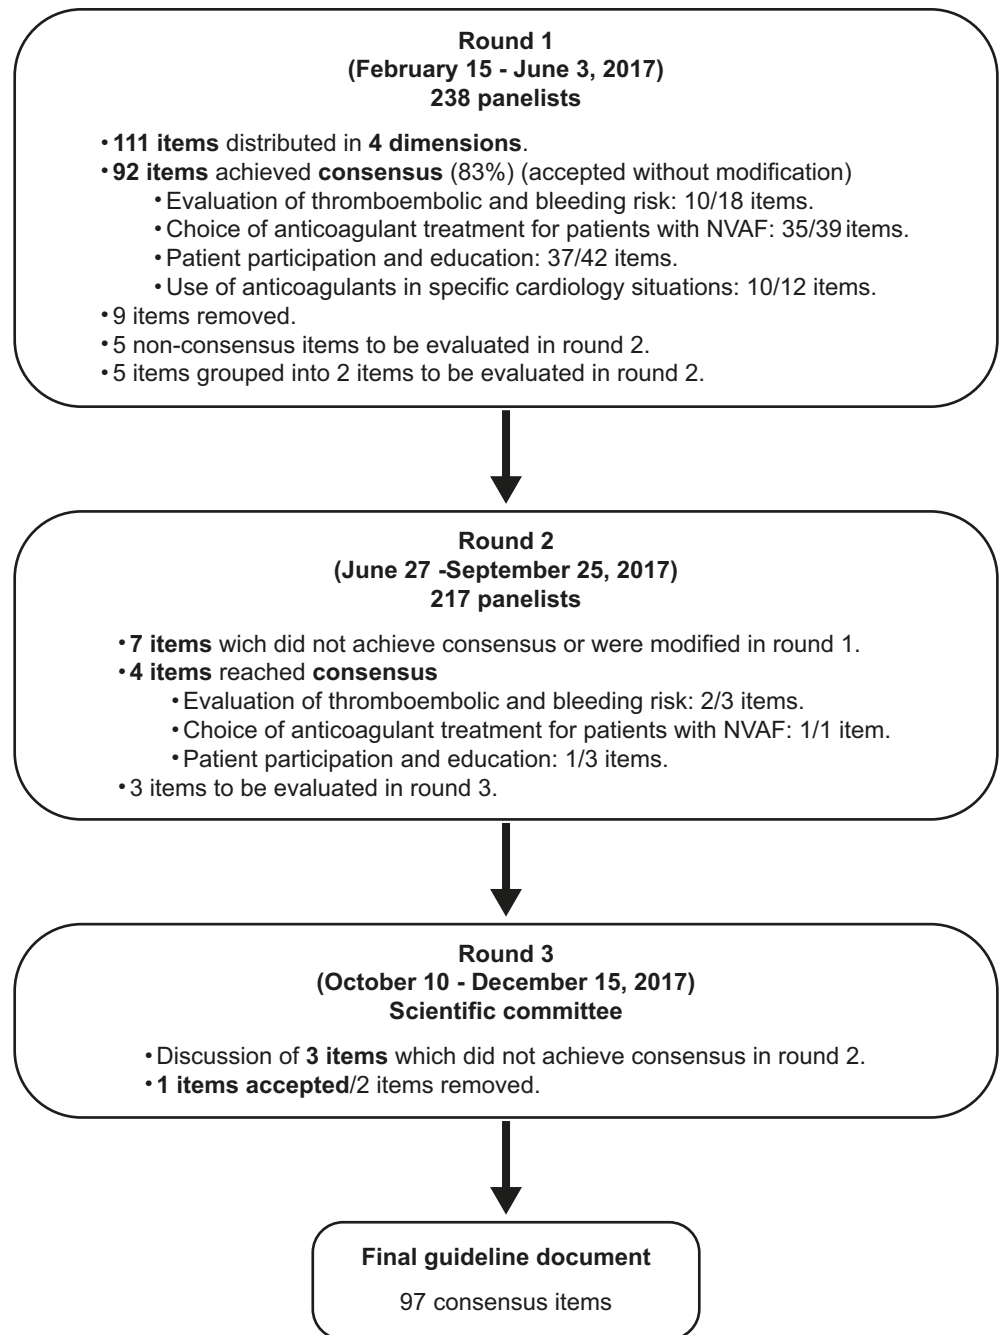 Round 1
(February 15 - June 3, 2017)
238 panelists
• 111 items distributed in 4 dimensions.
• 92 items achieved consensus (83%) (accepted without modification)
• Evaluation of thromboembolic and bleeding risk: 10/18 items.
• Choice of anticoagulant treatment for patients with NVAF: 35/39 items.
• Patient participation and education: 37/42 items.
• Use of anticoagulants in specific cardiology situations: 10/12 items.
• 9 items removed.
• 5 non-consensus items to be evaluated in round 2.
• 5 items grouped into 2 items to be evaluated in round 2.
Round 2
(June 27 -September 25, 2017)
217 panelists
• 7 items wich did not achieve consensus or were modified in round 1.
• 4 items reached consensus
• Evaluation of thromboembolic and bleeding risk: 2/3 items.
• Choice of anticoagulant treatment for patients with NVAF: 1/1 item.
• Patient participation and education: 1/3 items.
• 3 items to be evaluated in round 3.
Round 3
(October 10 - December 15, 2017)
Scientific committee
• Discussion of 3 items which did not achieve consensus in round 2.
• 1 items accepted/2 items removed.
Final guideline document
97 consensus items